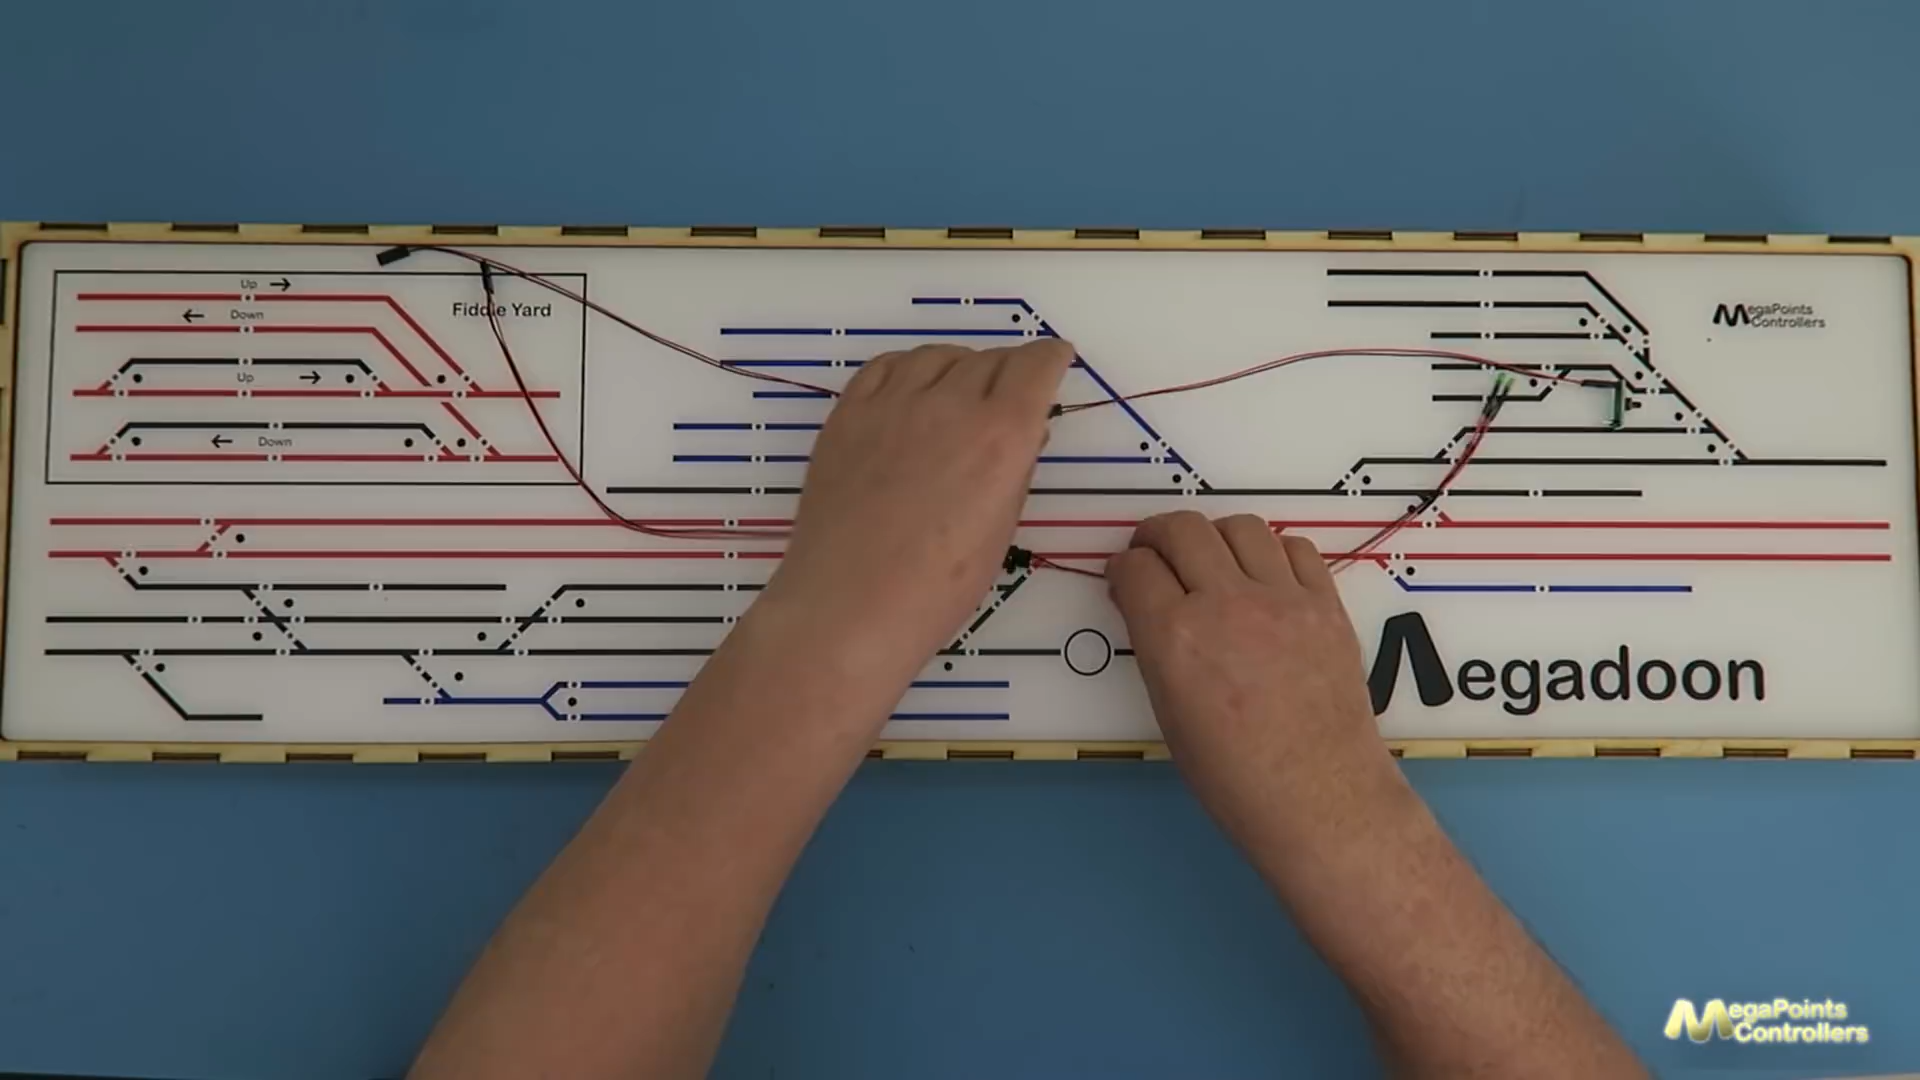 Up
Down
Fiddle Yard
Up
Down
MegaPoints
Controllers
Megadoon
MegaPoints
Controllers